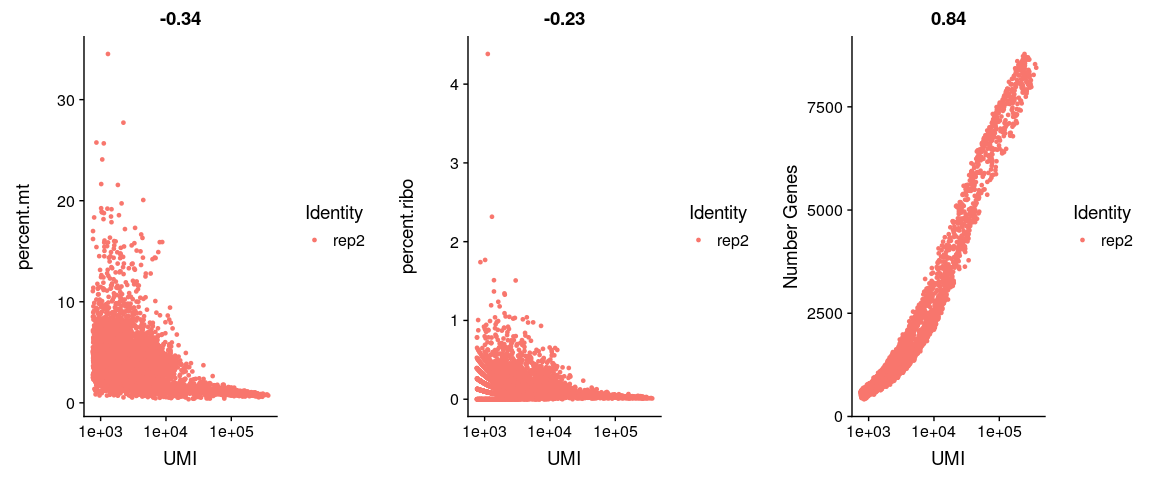 -0.34
percent.mt
30
20
10
0
1e+03 1e+04 1e+05
UMI
Identity
rep2
-0.23
percent.ribo
4
3
2
1
0
1e+03 1e+04 1e+05
UMI
Identity
rep2
0.84
Number Genes
7500
5000
2500
0
1e+03 1e+04 1e+05
UMI
Identity
rep2